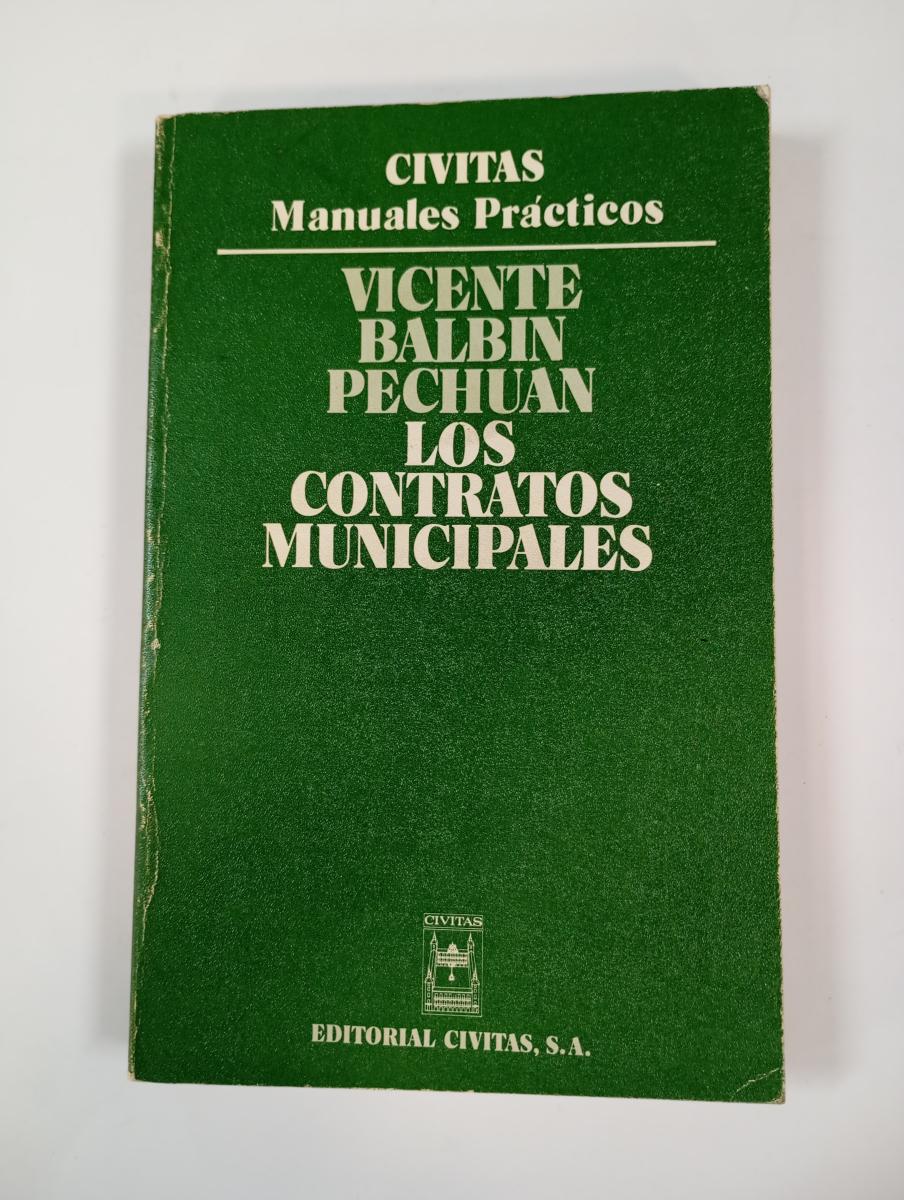 CIVITAS
Manuales Prácticos
VICENTE
BALBIN
PECHUAN
LOS
CONTRATOS
MUNICIPALES
CIVITAS
EDITORIAL CIVITAS, S.A.